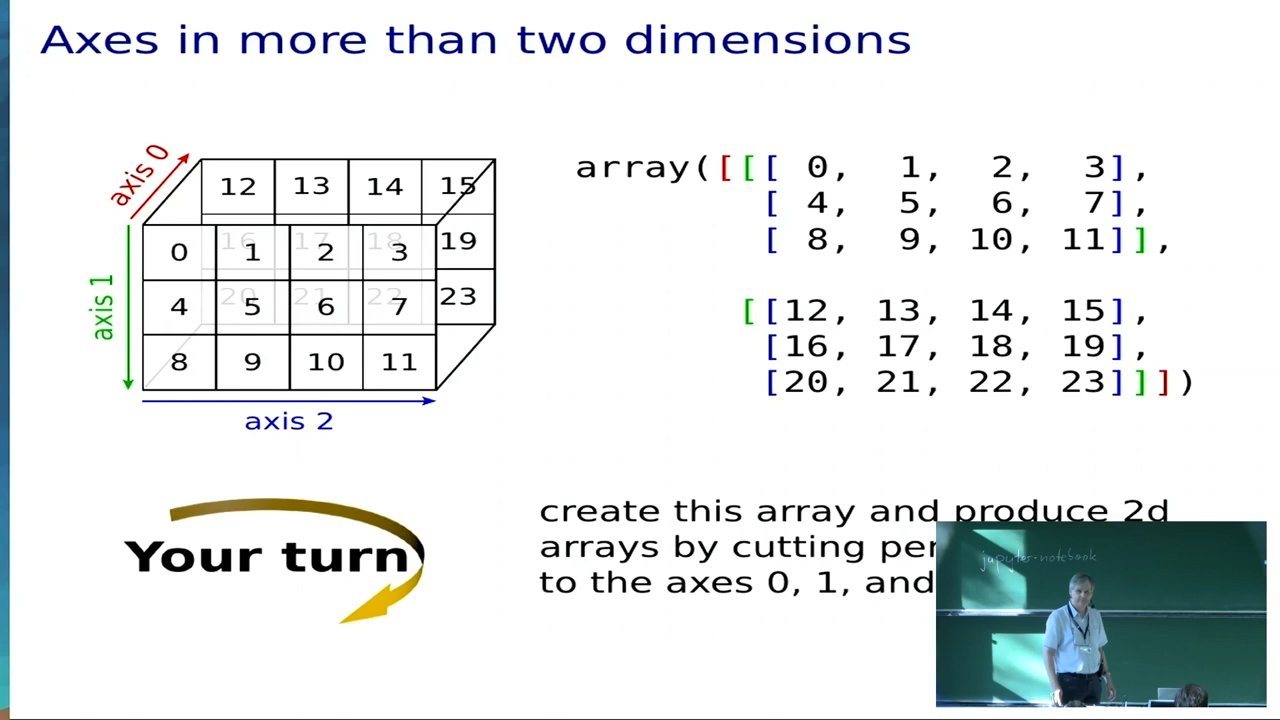 Axes in more than two dimensions
axis 0
12 13 14 15
16 17 18 19
20 21 22 23
0 1 2 3
4 5 6 7
8 9 10 11
axis 1
axis 2
array([[[ 0, 1, 2, 3],
[ 4, 5, 6, 7],
[ 8, 9, 10, 11]],
[[12, 13, 14, 15],
[16, 17, 18, 19],
[20, 21, 22, 23]]])
Your turn
create this array and produce 2d
arrays by cutting
to the axes 0, 1, and
jupyter-notebook